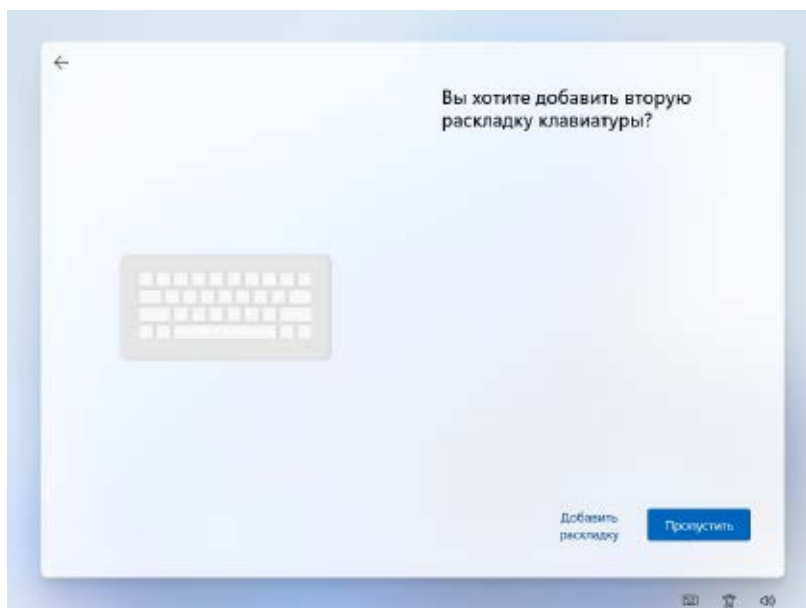 Вы хотите добавить вторую
раскладку клавиатуры?
Добавить
раскладку
Пропустить